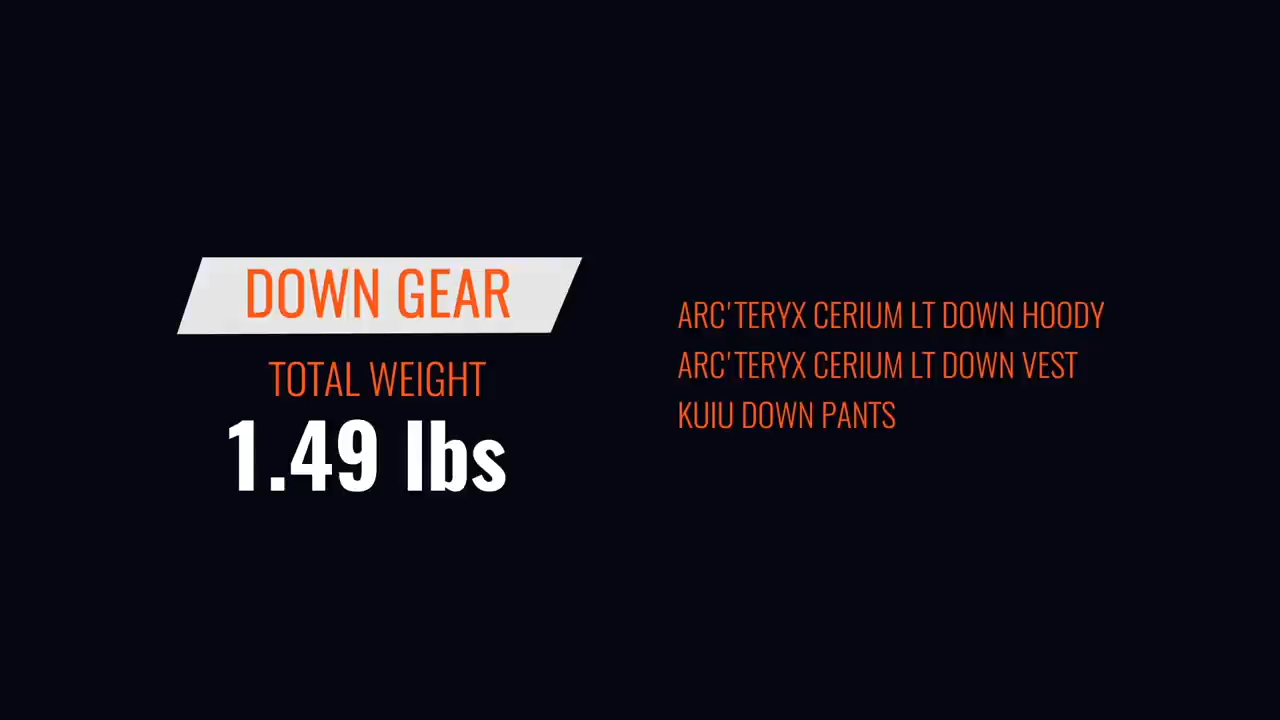 DOWN GEAR
TOTAL WEIGHT
1.49 lbs
ARC'TERYX CERIUM LT DOWN HOODY
ARC'TERYX CERIUM LT DOWN VEST
KUIU DOWN PANTS